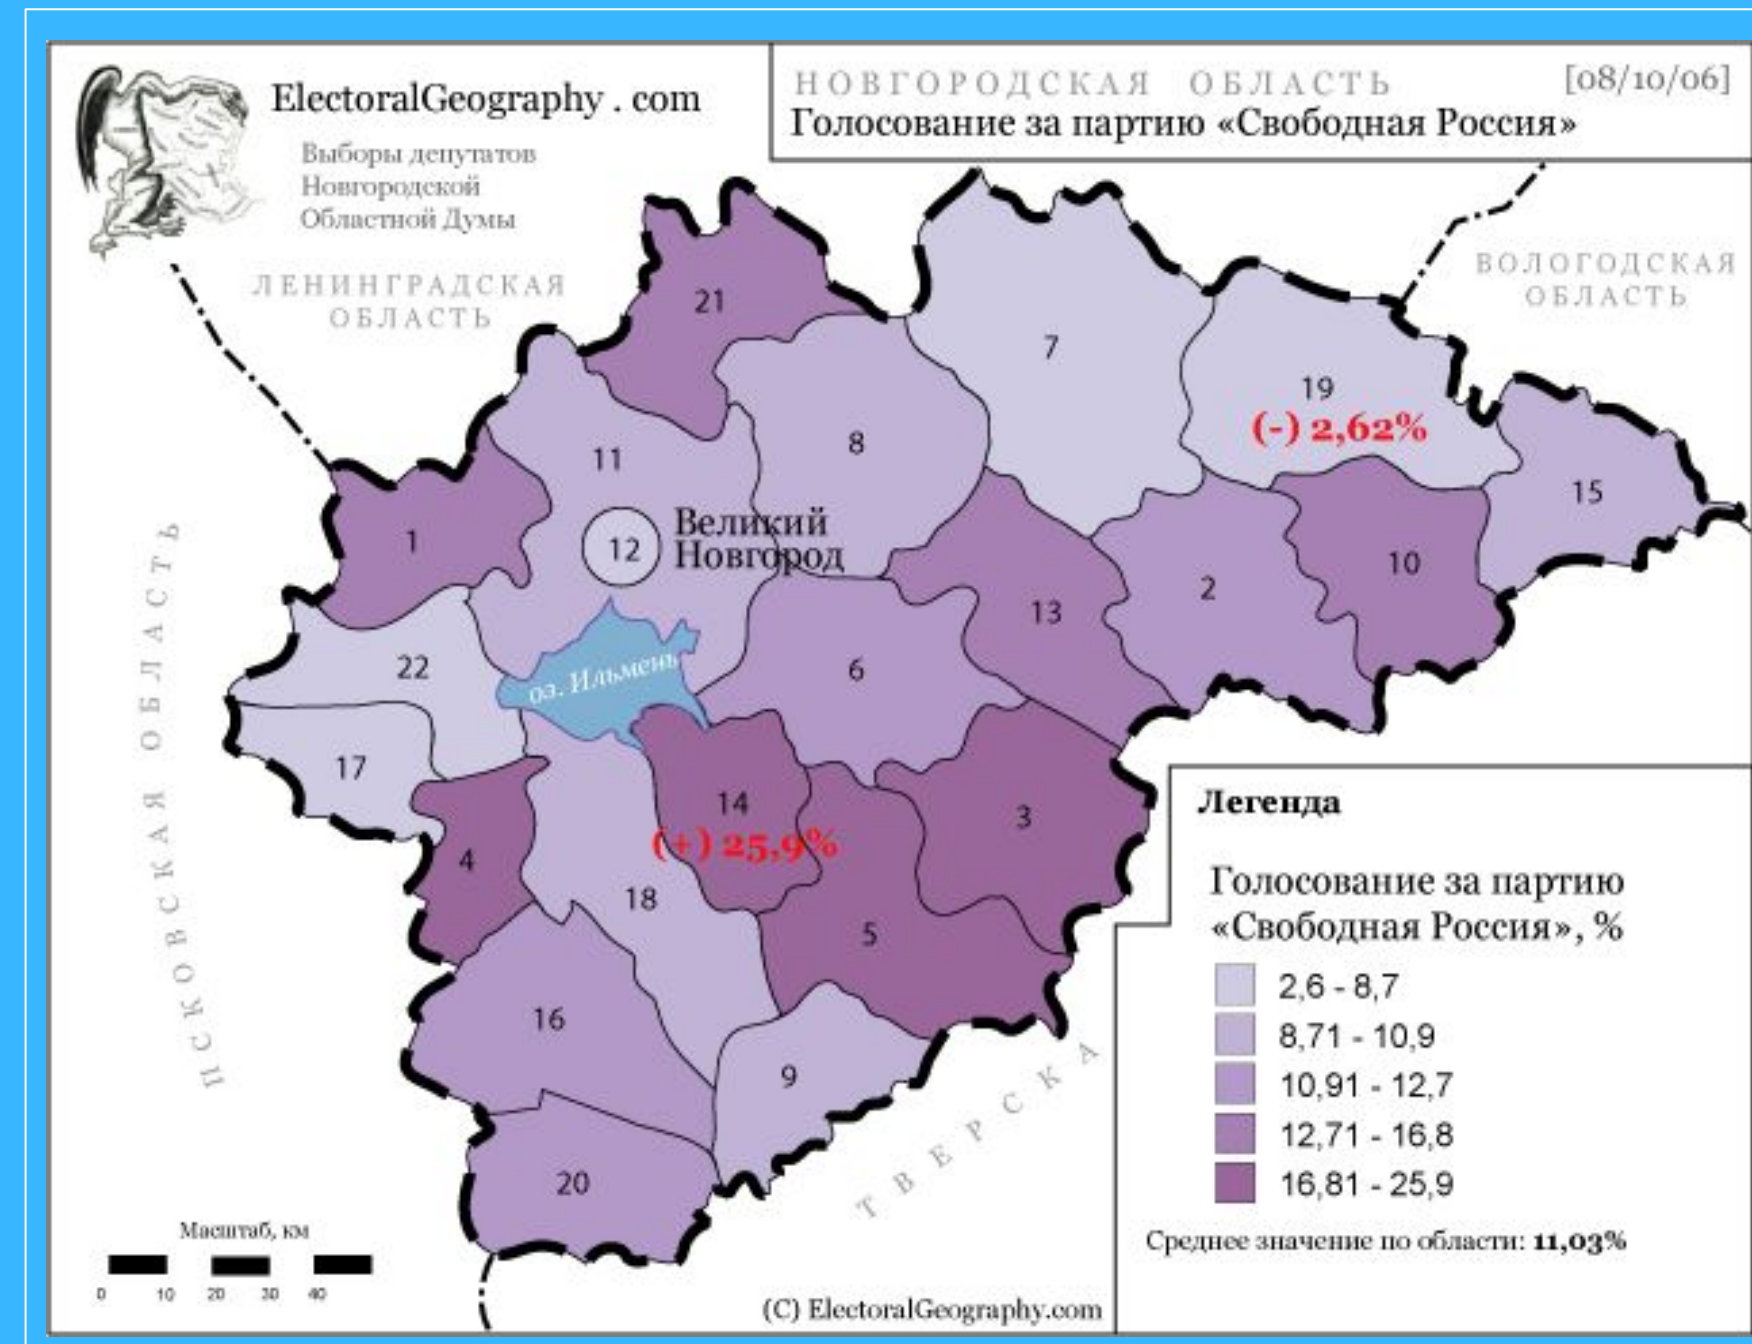 ElectoralGeography . com
Выборы депутатов
Новгородской
Областной Думы
НОВГОРОДСКАЯ ОБЛАСТЬ
[08/10/06]
Голосование за партию «Свободная Россия»
ЛЕНИНГРАДСКАЯ
ОБЛАСТЬ
ВОЛОГОДСКАЯ
ОБЛАСТЬ
ПСКОВСКАЯ ОБЛАСТЬ
ТВЕРСКА
21
7
19
(-) 2,62%
11
8
15
1
12
Великий
Новгород
10
2
13
22
6
оз. Ильмень
17
14
(+) 25,9%
3
4
18
5
16
9
20
Легенда
Голосование за партию
«Свободная Россия», %
2,6 - 8,7
8,71 - 10,9
10,91 - 12,7
12,71 - 16,8
16,81 - 25,9
Среднее значение по области: 11,03%
Масштаб, км
0 10 20 30 40
(C) ElectoralGeography.com